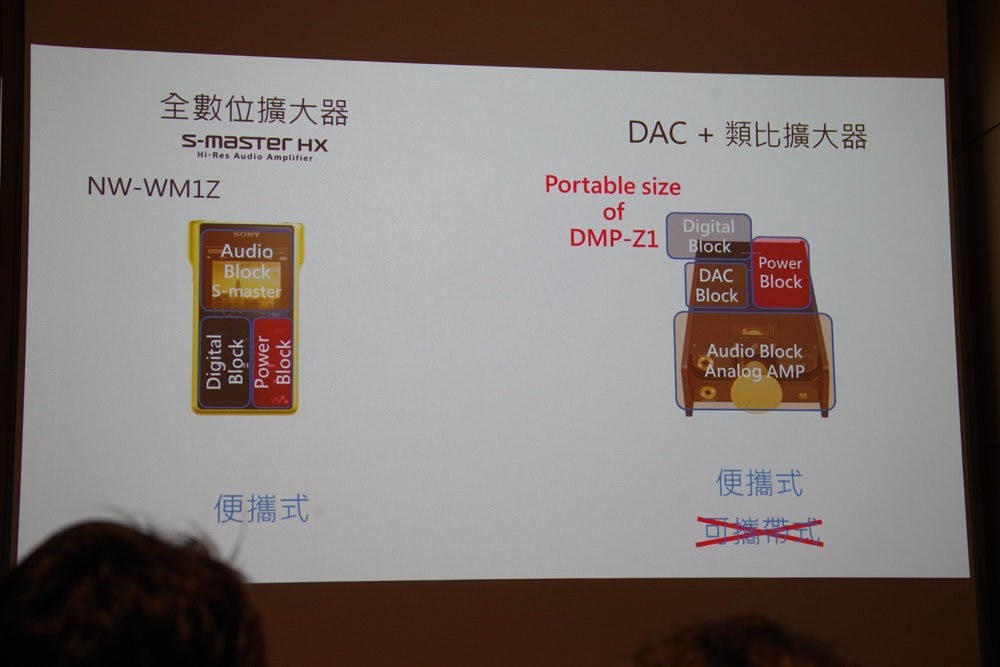 全數位擴大器
S-master HX
Hi-Res Audio Amplifier
NW-WM1Z
SONY
Audio
Block
S-master
Digital
Block
Power
Block
便攜式
DAC + 類比擴大器
Portable size
of
DMP-Z1
Digital
Block
DAC
Block
Power
Block
Audio Block
Analog AMP
便攜式
可攜帶式